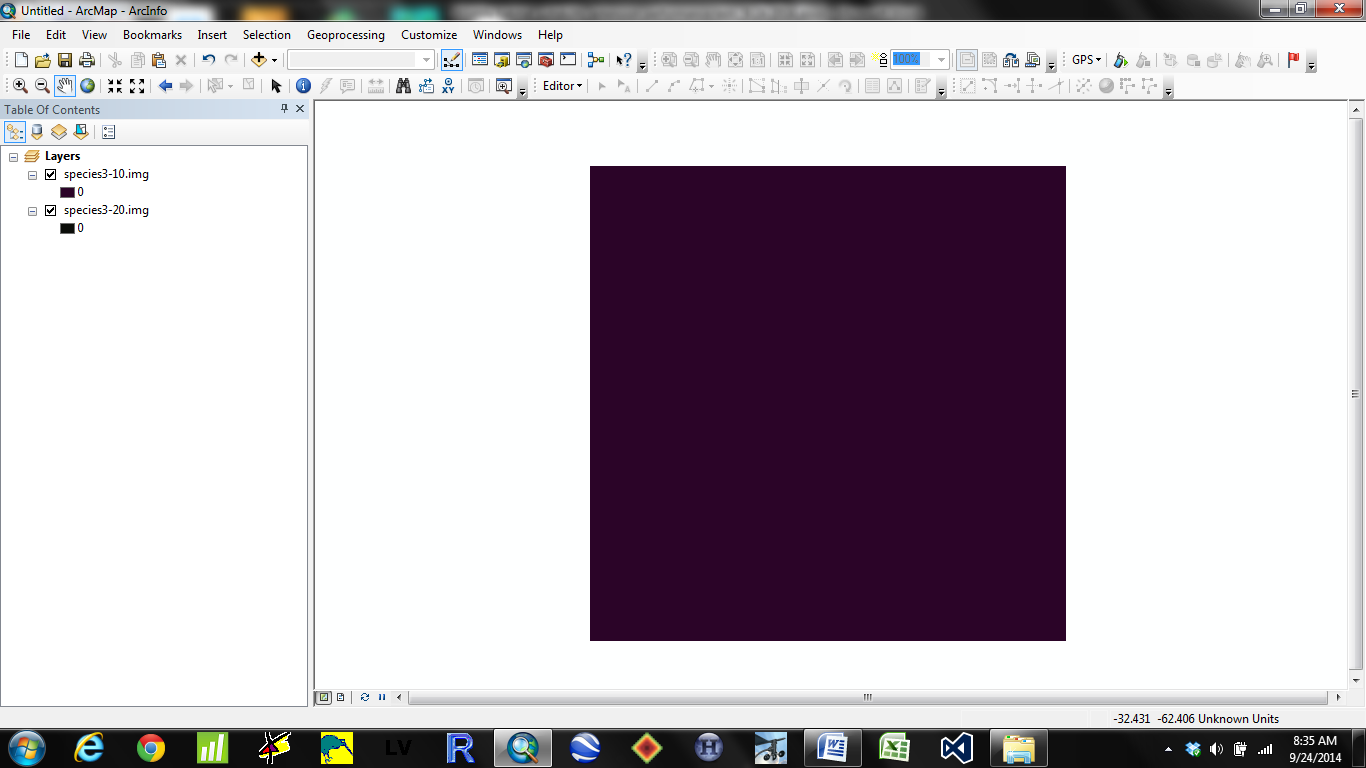 Untitled - ArcMap - ArcInfo
File Edit View Bookmarks Insert Selection Geoprocessing Customize Windows Help
100% GPS
Editor
Table Of Contents
Layers
species3-10.img
0
species3-20.img
0
-32.431 -62.406 Unknown Units
LV R H W X
8:35 AM
9/24/2014